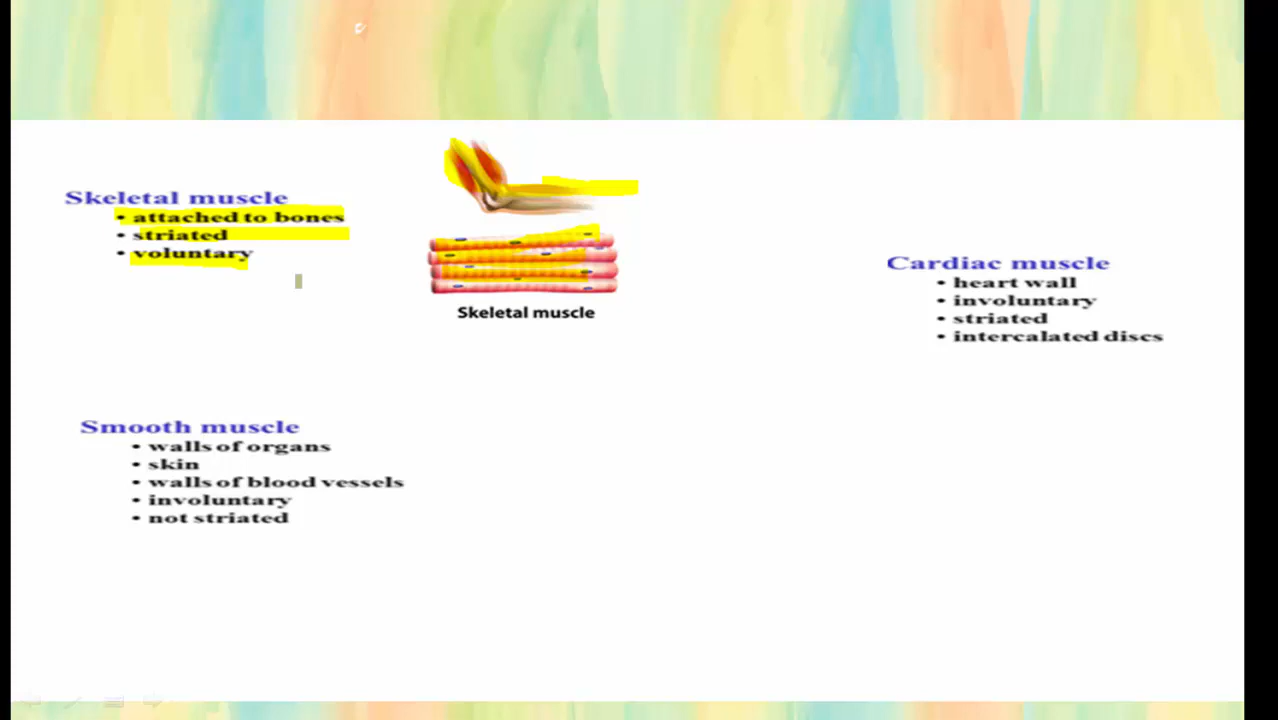 Skeletal muscle
• attached to bones
• striated
• voluntary
Skeletal muscle
Cardiac muscle
• heart wall
• involuntary
• striated
• intercalated discs
Smooth muscle
• walls of organs
• skin
• walls of blood vessels
• involuntary
• not striated